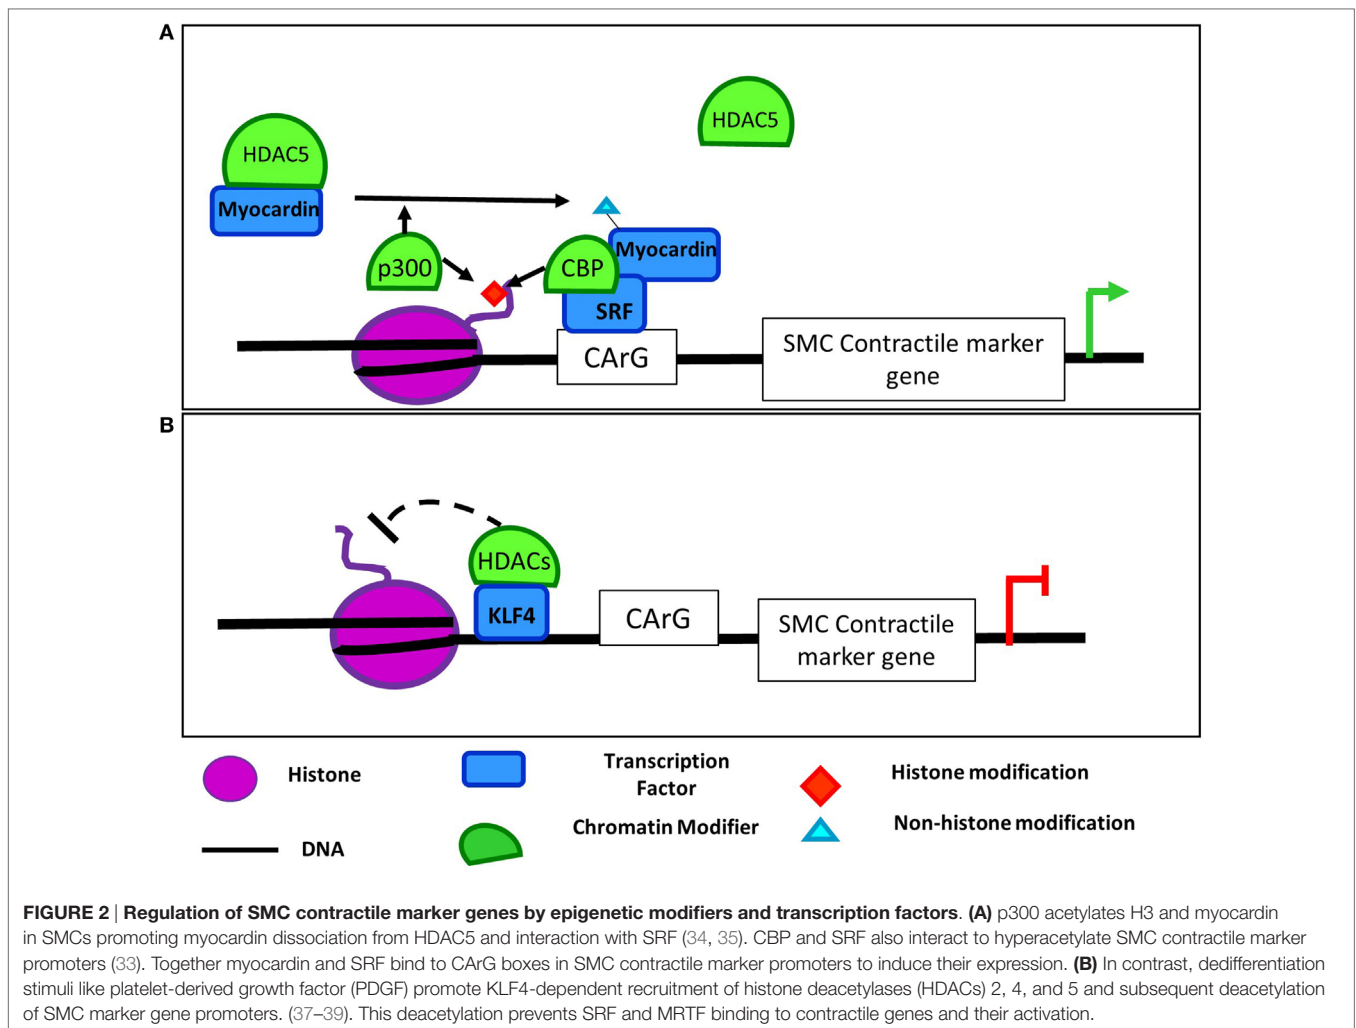 A
HDAC5
HDAC5
Myocardin
Myocardin
p300
CBP
SRF
CArG
SMC Contractile marker
gene
B
HDACs
KLF4
CArG
SMC Contractile
marker gene
Histone
Transcription
Factor
Histone modification
DNA
Chromatin Modifier
Non-histone modification
FIGURE 2 | Regulation of SMC contractile marker genes by epigenetic modifiers and transcription factors. (A) p300 acetylates H3 and myocardin
in SMCs promoting myocardin dissociation from HDAC5 and interaction with SRF (34, 35). CBP and SRF also interact to hyperacetylate SMC contractile marker
promoters (33). Together myocardin and SRF bind to CArG boxes in SMC contractile marker promoters to induce their expression. (B) In contrast, dedifferentiation
stimuli like platelet-derived growth factor (PDGF) promote KLF4-dependent recruitment of histone deacetylases (HDACs) 2, 4, and 5 and subsequent deacetylation
of SMC marker gene promoters. (37–39). This deacetylation prevents SRF and MRTF binding to contractile genes and their activation.